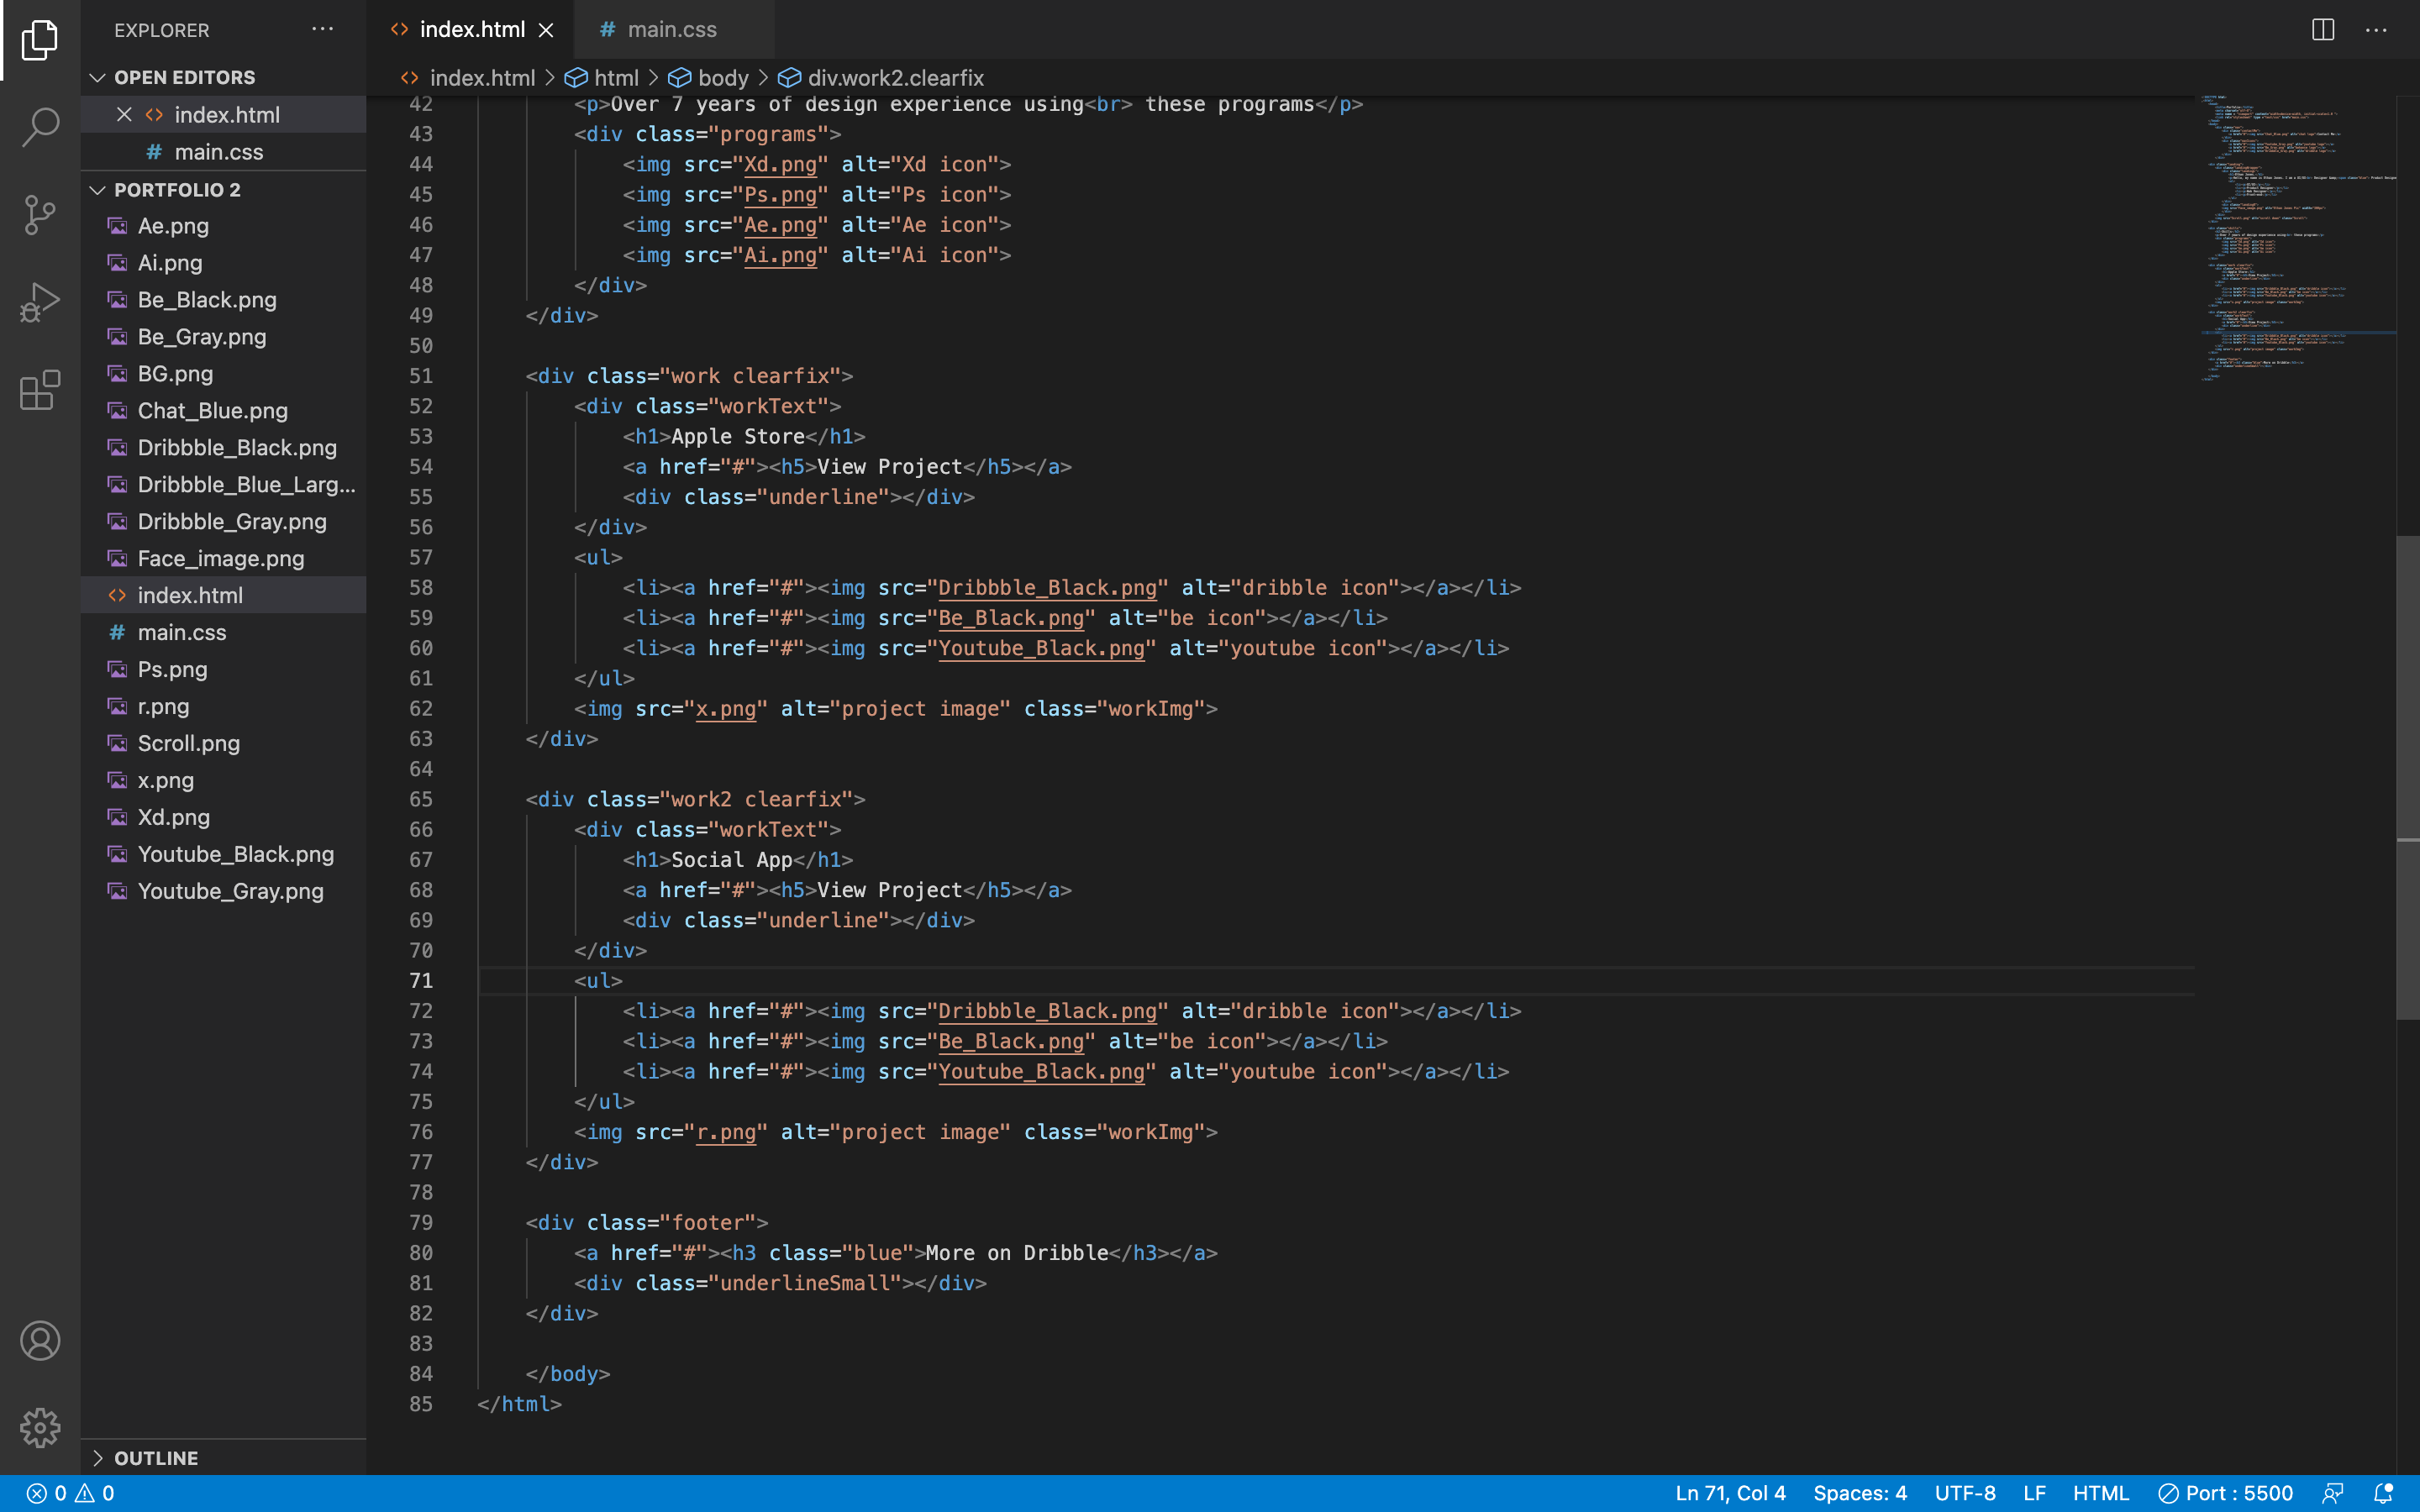 EXPLORER
OPEN EDITORS
index.html
main.css
PORTFOLIO 2
Ae.png
Ai.png
Be_Black.png
Be_Gray.png
BG.png
Chat_Blue.png
Dribbble_Black.png
Dribbble_Blue_Larg...
Dribbble_Gray.png
Face_image.png
index.html
main.css
Ps.png
r.png
Scroll.png
x.png
Xd.png
Youtube_Black.png
Youtube_Gray.png
OUTLINE
index.html main.css
index.html > html > body > div.work2.clearfix
42 <p>Over 7 years of design experience using<br> these programs</p>
43 <div class="programs">
44 <img src="Xd.png" alt="Xd icon">
45 <img src="Ps.png" alt="Ps icon">
46 <img src="Ae.png" alt="Ae icon">
47 <img src="Ai.png" alt="Ai icon">
48 </div>
49 </div>
50
51 <div class="work clearfix">
52 <div class="workText">
53 <h1>Apple Store</h1>
54 <a href="#"><h5>View Project</h5></a>
55 <div class="underline"></div>
56 </div>
57 <ul>
58 <li><a href="#"><img src="Dribbble_Black.png" alt="dribble icon"></a></li>
59 <li><a href="#"><img src="Be_Black.png" alt="be icon"></a></li>
60 <li><a href="#"><img src="Youtube_Black.png" alt="youtube icon"></a></li>
61 </ul>
62 <img src="x.png" alt="project image" class="workImg">
63 </div>
64
65 <div class="work2 clearfix">
66 <div class="workText">
67 <h1>Social App</h1>
68 <a href="#"><h5>View Project</h5></a>
69 <div class="underline"></div>
70 </div>
71 <ul>
72 <li><a href="#"><img src="Dribbble_Black.png" alt="dribble icon"></a></li>
73 <li><a href="#"><img src="Be_Black.png" alt="be icon"></a></li>
74 <li><a href="#"><img src="Youtube_Black.png" alt="youtube icon"></a></li>
75 </ul>
76 <img src="r.png" alt="project image" class="workImg">
77 </div>
78
79 <div class="footer">
80 <a href="#"><h3 class="blue">More on Dribble</h3></a>
81 <div class="underlineSmall"></div>
82 </div>
83
84 </body>
85 </html>
0 0 Ln 71, Col 4 Spaces: 4 UTF-8 LF HTML Port : 5500